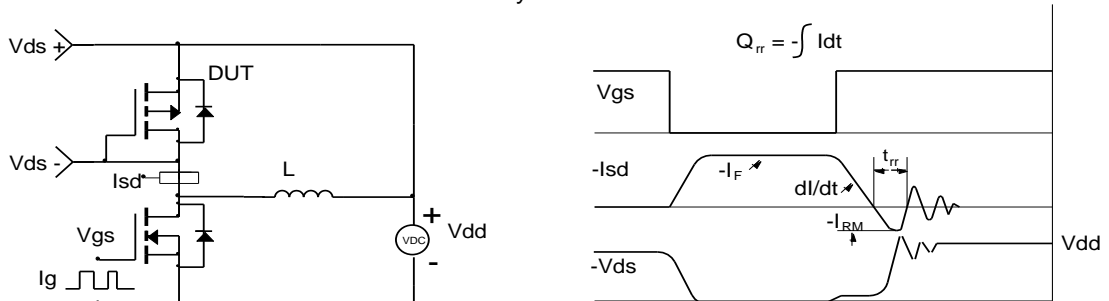 Vds +
DUT
Vds -
Isd
L
Vgs
Ig
+
VDC
Vdd
-
Qrr = -∫ Idt
Vgs
-Isd
-IF
dI/dt
trr
-IRM
Vdd
-Vds